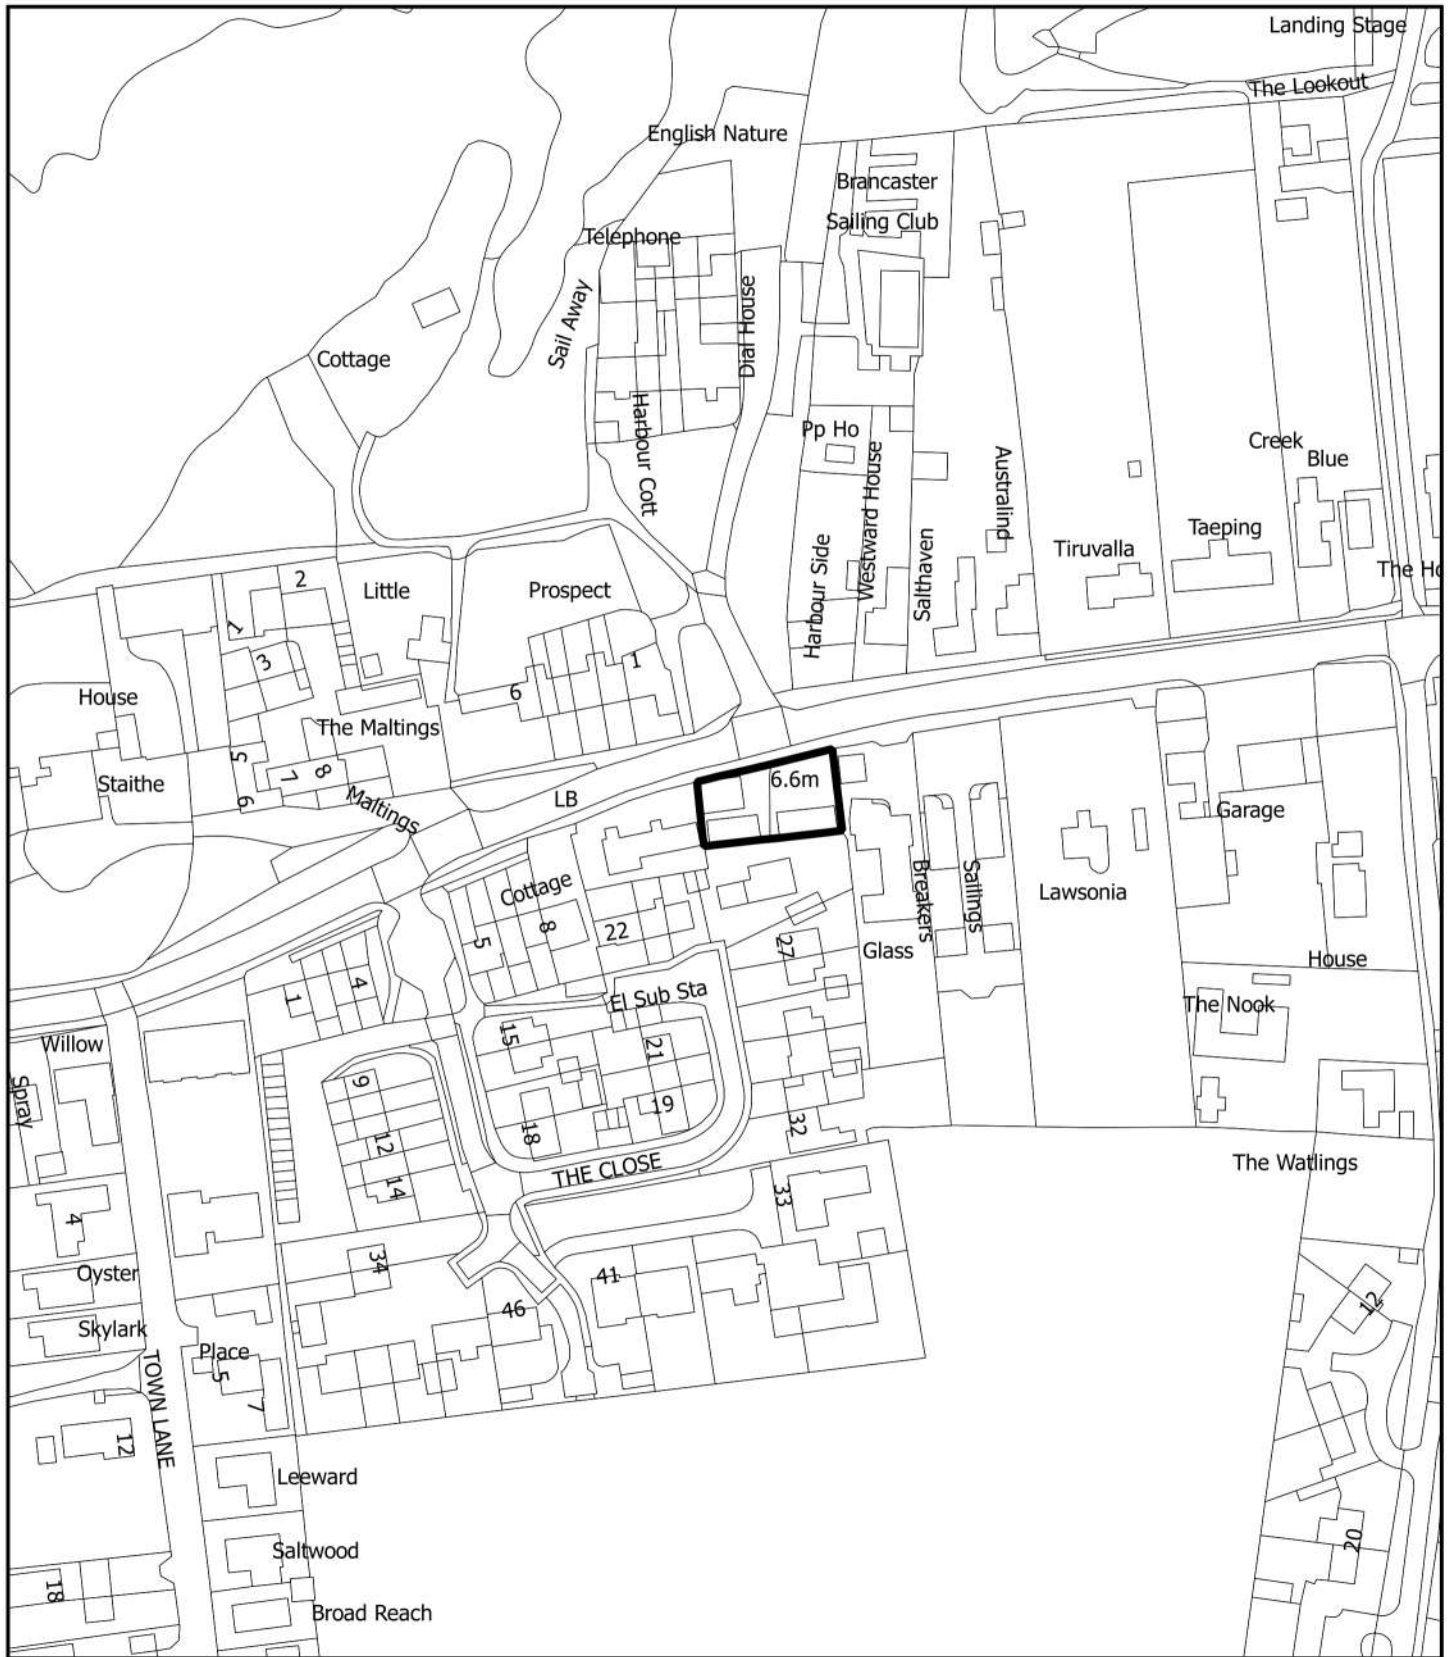 Landing Stage
The Lookout
English Nature
Brancaster
Sailing Club
Telephone
Sail Away
Dial House
Cottage
Harbour Cott
Pp Ho
Westward House
Creek
Blue
Australind
Taeping
Tiruvalla
Harbour Side
Salthaven
The Ho
2
Little
Prospect
1
3
1
6
House
The Maltings
5
7
8
6
Staithe
Maltings
LB
6.6m
Garage
Cottage
Breakers
Sailings
Lawsonia
5
8
22
27
Glass
House
1
4
El Sub Sta
The Nook
Willow
15
21
Spray
9
19
18
32
12
14
THE CLOSE
The Watlings
4
33
34
Oyster
41
46
12
Skylark
Place
5
7
TOWN LANE
12
Leeward
20
Saltwood
18
Broad Reach